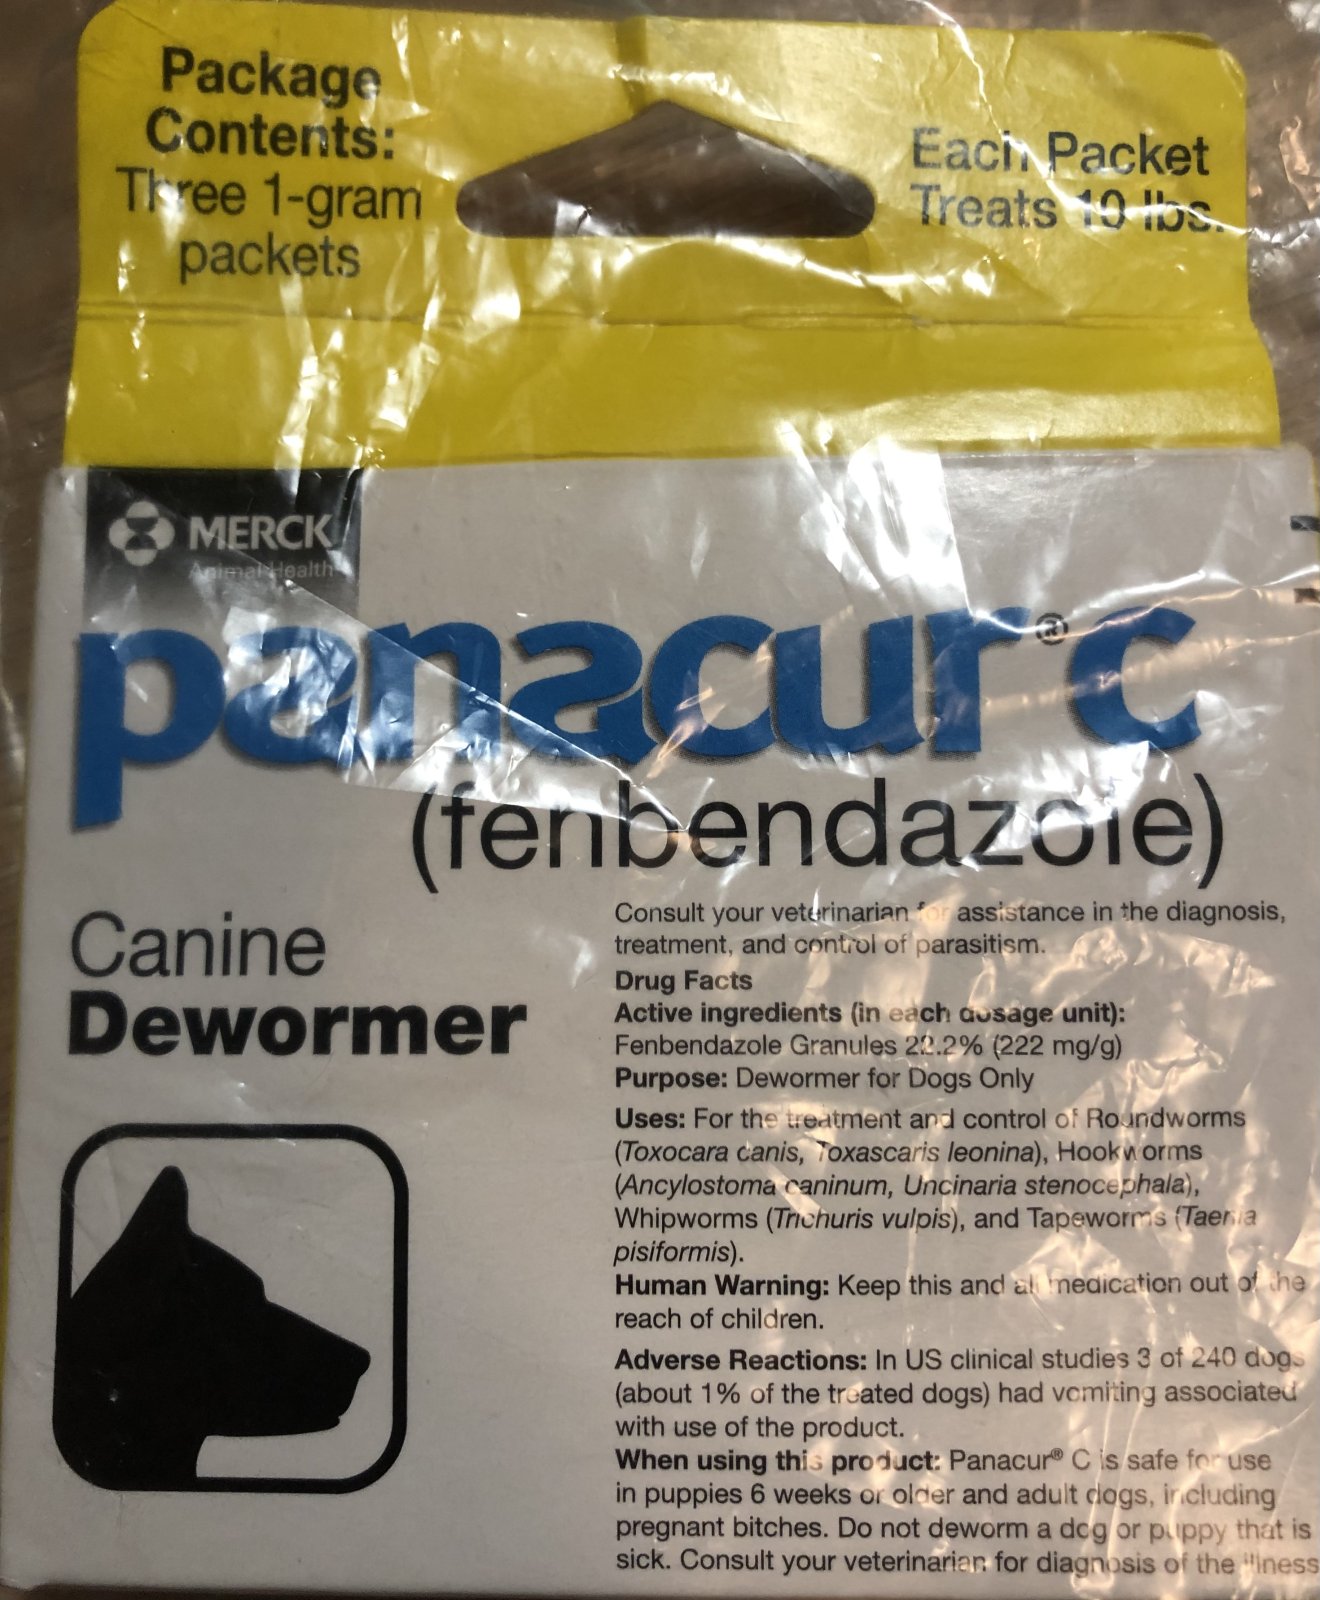 Package
Contents:
Three 1-gram
packets
Each Packet
Treats 10 lbs.
MERCK
Animal Health
panacur® c
(fenbendazole)
Canine
Dewormer
Consult your veterinarian for assistance in the diagnosis,
treatment, and control of parasitism.
Drug Facts
Active ingredients (in each dosage unit):
Fenbendazole Granules 22.2% (222 mg/g)
Purpose: Dewormer for Dogs Only
Uses: For the treatment and control of Roundworms
(Toxocara canis, Toxascaris leonina), Hookworms
(Ancylostoma caninum, Uncinaria stenocephala),
Whipworms (Trichuris vulpis), and Tapeworms (Taenia
pisiformis).
Human Warning: Keep this and all medication out of the
reach of children.
Adverse Reactions: In US clinical studies 3 of 240 dogs
(about 1% of the treated dogs) had vomiting associated
with use of the product.
When using this product: Panacur® C is safe for use
in puppies 6 weeks or older and adult dogs, including
pregnant bitches. Do not deworm a dog or puppy that is
sick. Consult your veterinarian for diagnosis of the illness